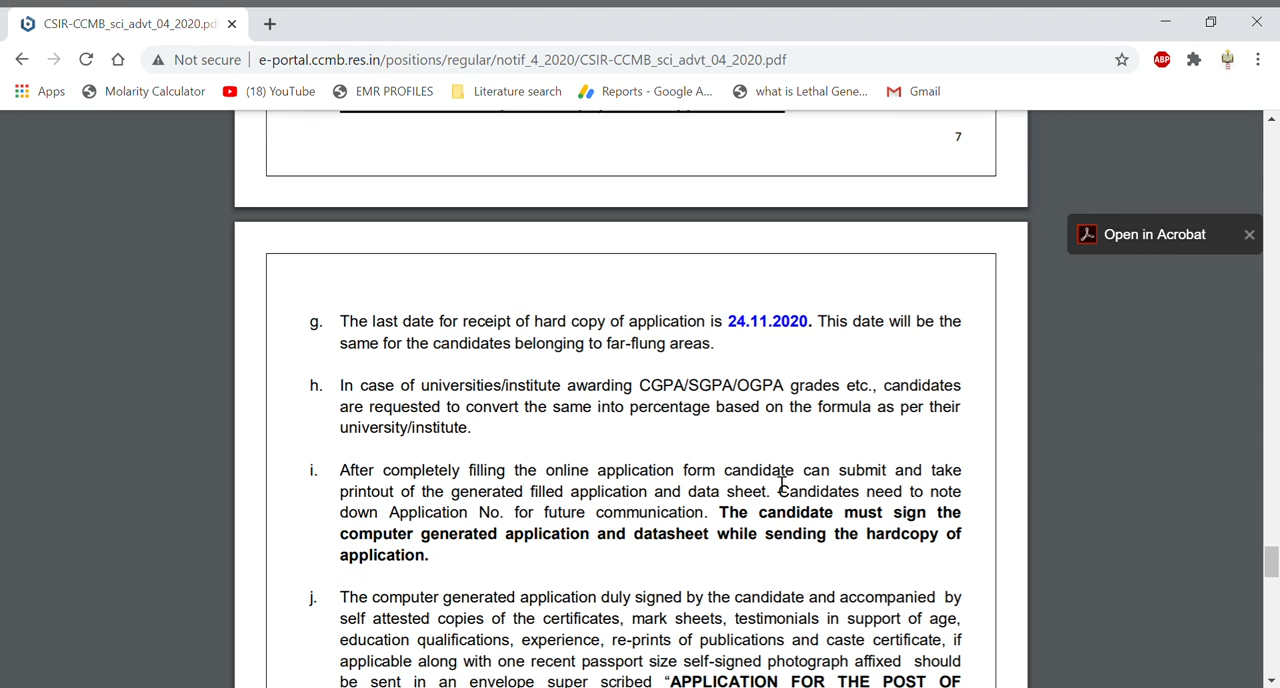 CSIR-CCMB_sci_advt_04_2020.pd
Not secure | e-portal.ccmb.res.in/positions/regular/notif_4_2020/CSIR-CCMB_sci_advt_04_2020.pdf
ABP
Apps Molarity Calculator (18) YouTube EMR PROFILES Literature search Reports - Google A... what is Lethal Gene... Gmail
7
Open in Acrobat
g. The last date for receipt of hard copy of application is 24.11.2020. This date will be the
same for the candidates belonging to far-flung areas.
h. In case of universities/institute awarding CGPA/SGPA/OGPA grades etc., candidates
are requested to convert the same into percentage based on the formula as per their
university/institute.
i. After completely filling the online application form candidate can submit and take
printout of the generated filled application and data sheet. Candidates need to note
down Application No. for future communication. The candidate must sign the
computer generated application and datasheet while sending the hardcopy of
application.
j. The computer generated application duly signed by the candidate and accompanied by
self attested copies of the certificates, mark sheets, testimonials in support of age,
education qualifications, experience, re-prints of publications and caste certificate, if
applicable along with one recent passport size self-signed photograph affixed should
be sent in an envelope super scribed “APPLICATION FOR THE POST OF